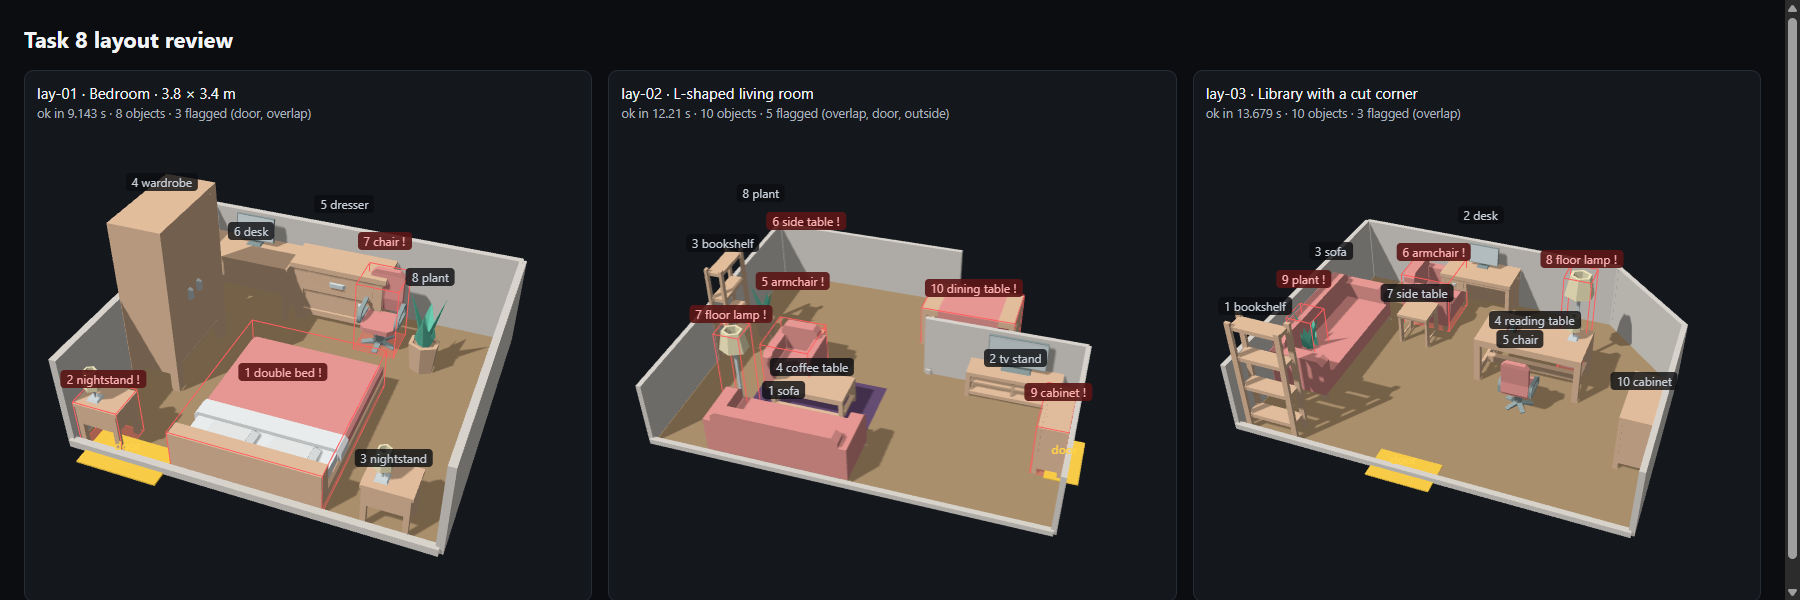 Task 8 layout review
lay-01 · Bedroom · 3.8 × 3.4 m
ok in 9.143 s · 8 objects · 3 flagged (door, overlap)
4 wardrobe
5 dresser
6 desk
7 chair !
8 plant
2 nightstand !
1 double bed !
3 nightstand
lay-02 · L-shaped living room
ok in 12.21 s · 10 objects · 5 flagged (overlap, door, outside)
8 plant
6 side table !
3 bookshelf
5 armchair !
10 dining table !
7 floor lamp !
2 tv stand
4 coffee table
1 sofa
9 cabinet !
lay-03 · Library with a cut corner
ok in 13.679 s · 10 objects · 3 flagged (overlap)
2 desk
3 sofa
6 armchair !
8 floor lamp !
9 plant !
7 side table
1 bookshelf
4 reading table
5 chair
10 cabinet